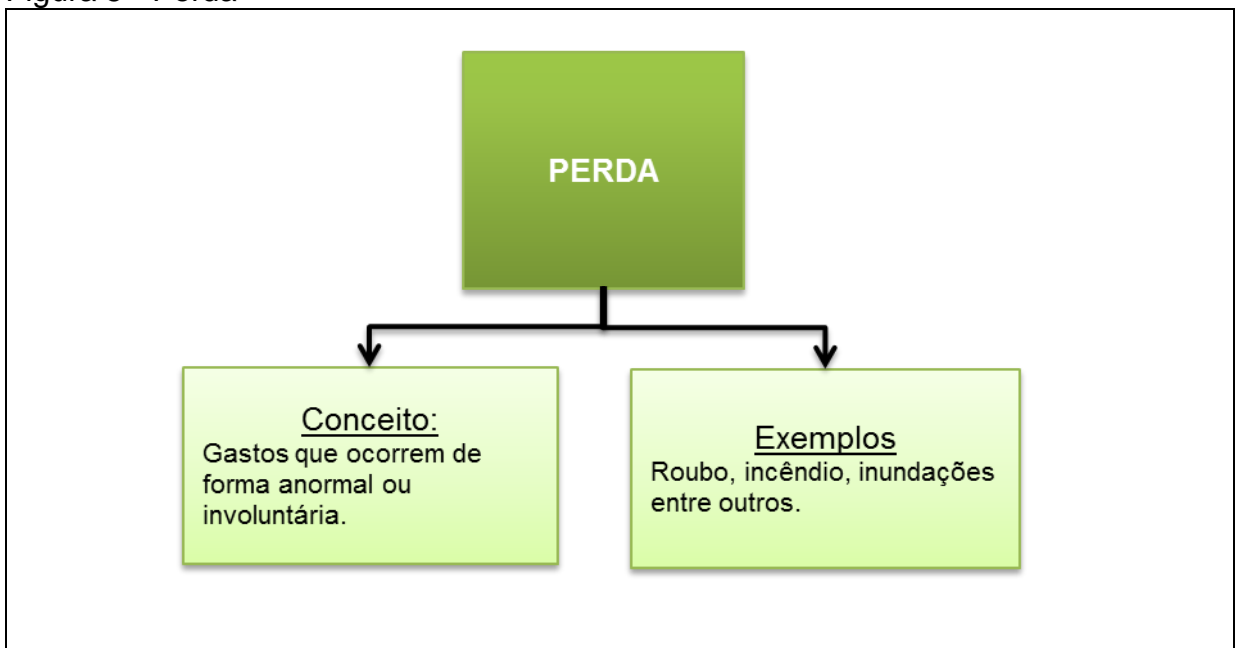 PERDA
Conceito:
Gastos que ocorrem de
forma anormal ou
involuntária.
Exemplos
Roubo, incêndio, inundações
entre outros.